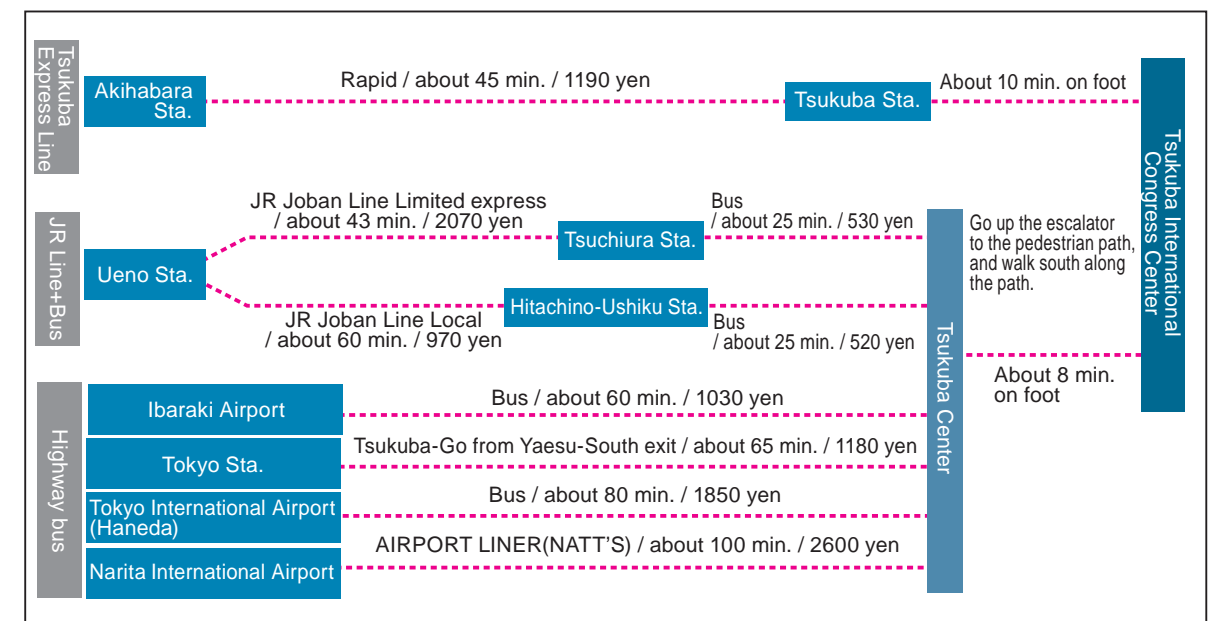 Tsukuba
Express Line
Akihabara
Sta.
Rapid / about 45 min. / 1190 yen
Tsukuba Sta.
About 10 min. on foot
Tsukuba International
Congress Center
JR Line+Bus
Ueno Sta.
JR Joban Line Limited express
/ about 43 min. / 2070 yen
Tsuchiura Sta.
Bus
/ about 25 min. / 530 yen
JR Joban Line Local
/ about 60 min. / 970 yen
Hitachino-Ushiku Sta.
Bus
/ about 25 min. / 520 yen
Tsukuba Center
Go up the escalator
to the pedestrian path,
and walk south along
the path.
About 8 min.
on foot
Highway bus
Ibaraki Airport
Bus / about 60 min. / 1030 yen
Tokyo Sta.
Tsukuba-Go from Yaesu-South exit / about 65 min. / 1180 yen
Tokyo International Airport
(Haneda)
Bus / about 80 min. / 1850 yen
Narita International Airport
AIRPORT LINER(NATT'S) / about 100 min. / 2600 yen